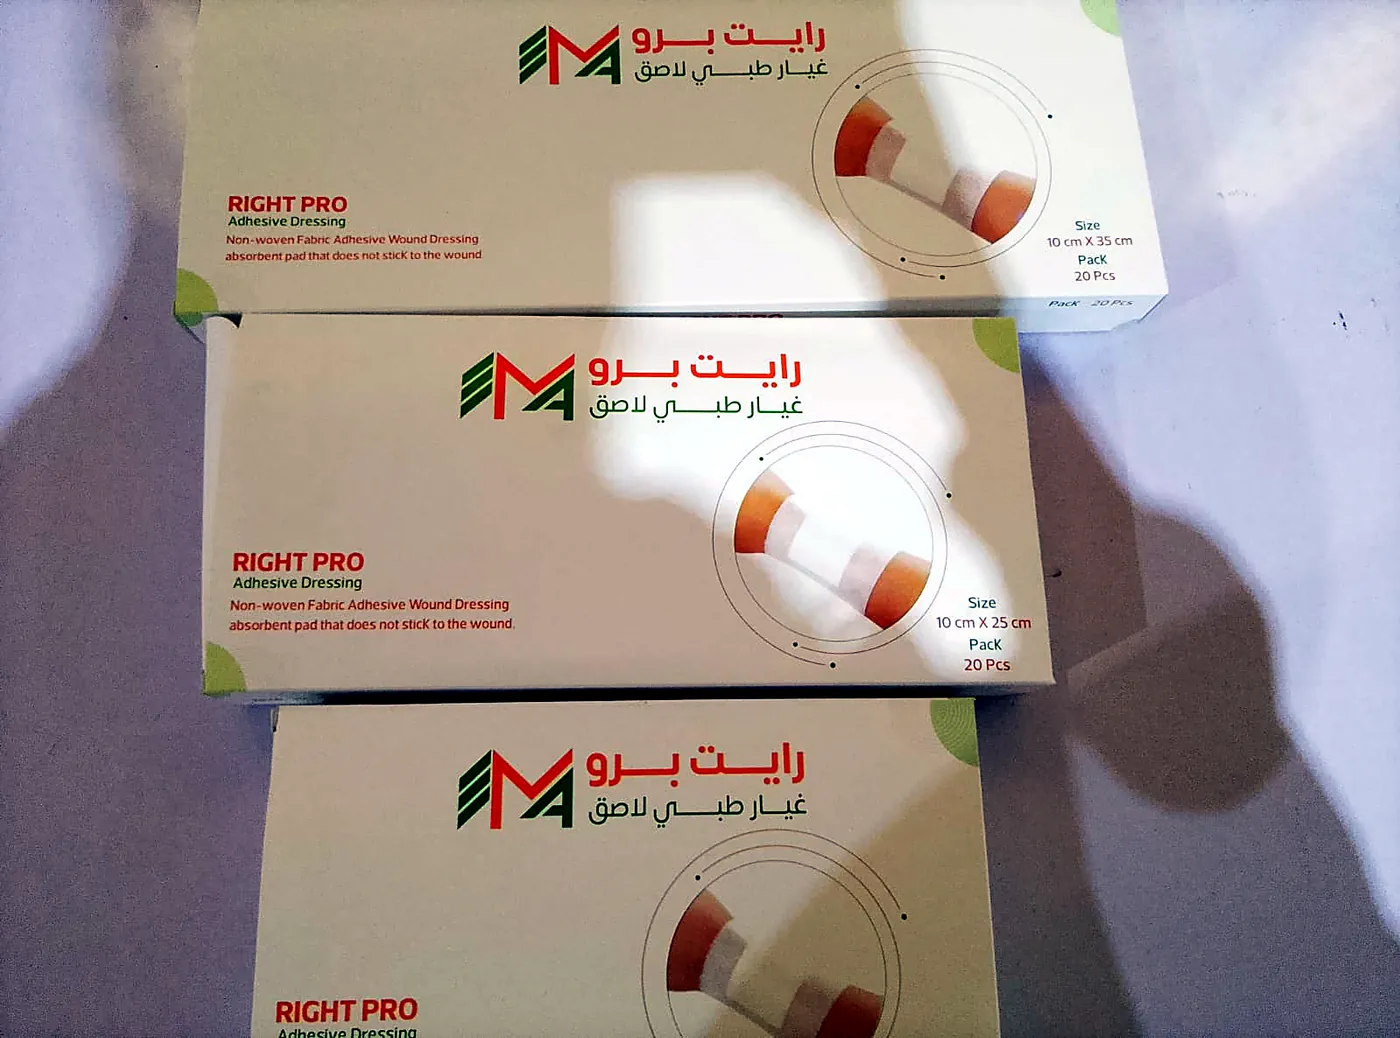 EMA
رايت برو
غيار طبي لاصق
RIGHT PRO
Adhesive Dressing
Non-woven Fabric Adhesive Wound Dressing
absorbent pad that does not stick to the wound
Size
10 cm X 35 cm
Pack
20 Pcs
Pack 20 Pcs
EMA
رايت برو
غيار طبي لاصق
RIGHT PRO
Adhesive Dressing
Non-woven Fabric Adhesive Wound Dressing
absorbent pad that does not stick to the wound.
Size
10 cm X 25 cm
Pack
20 Pcs
EMA
رايت برو
غيار طبي لاصق
RIGHT PRO
Adhesive Dressing